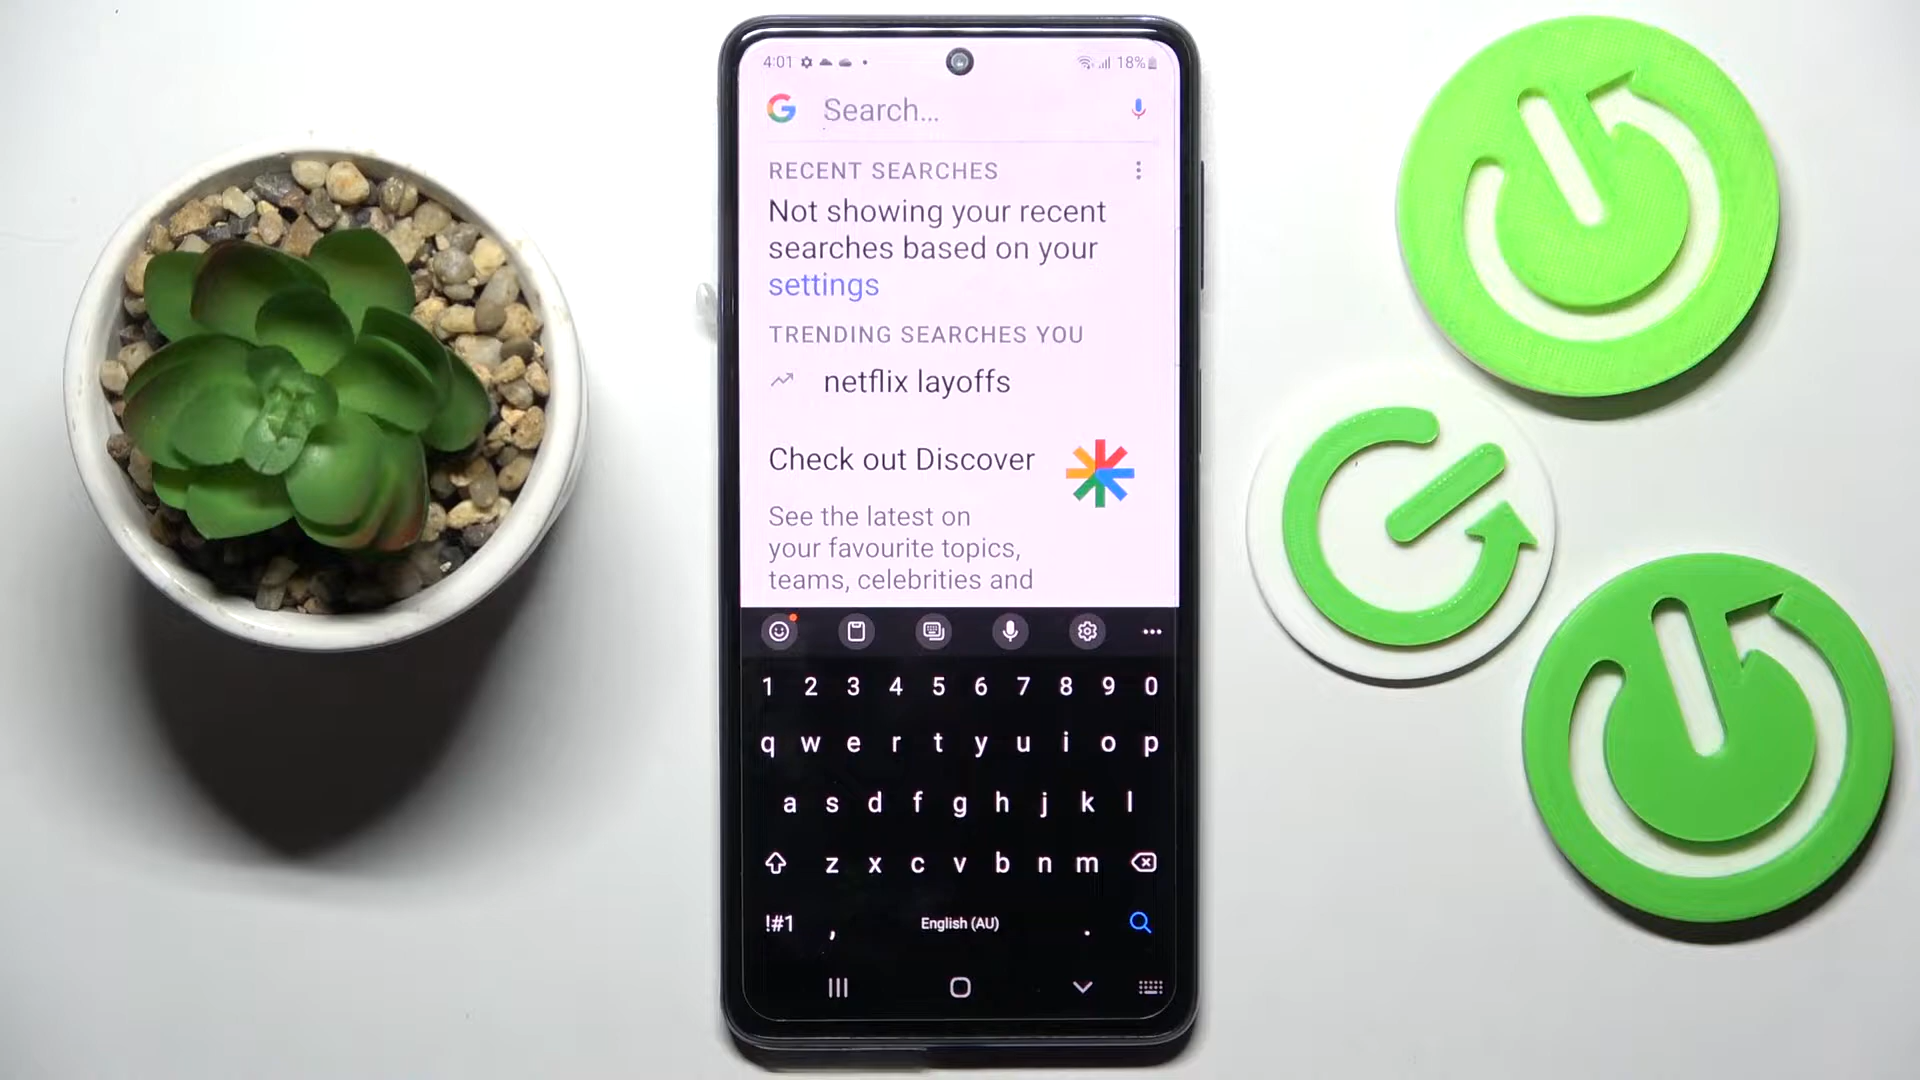 4:01 18%
Search...
RECENT SEARCHES
Not showing your recent
searches based on your
settings
TRENDING SEARCHES YOU
netflix layoffs
Check out Discover
See the latest on
your favourite topics,
teams, celebrities and
1 2 3 4 5 6 7 8 9 0
q w e r t y u i o p
a s d f g h j k l
z x c v b n m
!#1 , English (AU) .